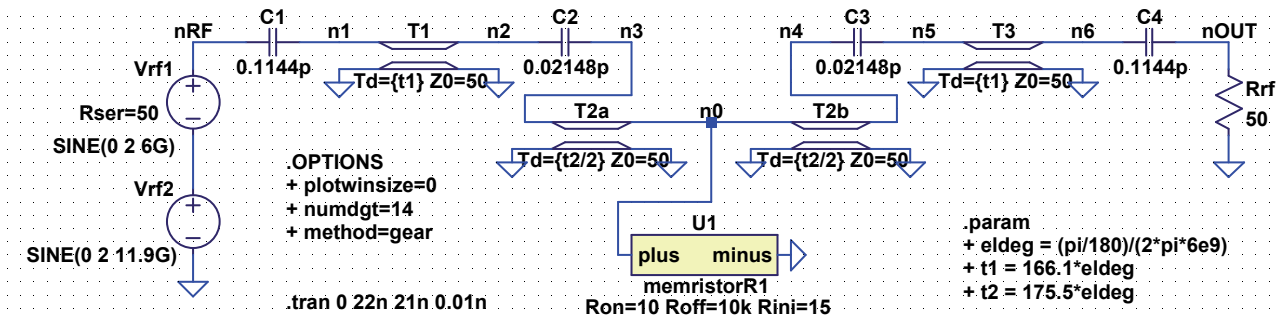 nRF C1 n1 T1 n2 C2 n3 n4 C3 n5 T3 n6 C4 nOUT
Vrf1 0.1144p Td={t1} Z0=50 0.02148p 0.02148p Td={t1} Z0=50 0.1144p
Rrf
Rser=50 T2a n0 T2b 50
SINE(0 2 6G)
.OPTIONS Td={t2/2} Z0=50 Td={t2/2} Z0=50
Vrf2 + plotwinsize=0
+ numdgt=14
+ method=gear U1 .param
SINE(0 2 11.9G) plus minus + eldeg = (pi/180)/(2*pi*6e9)
memristorR1 + t1 = 166.1*eldeg
.tran 0 22n 21n 0.01n Ron=10 Roff=10k Rini=15 + t2 = 175.5*eldeg